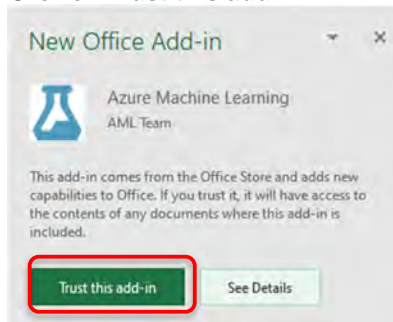 New Office Add-in
Azure Machine Learning
AML Team
This add-in comes from the Office Store and adds new
capabilities to Office. If you trust it, it will have access to
the contents of any documents where this add-in is
included.
Trust this add-in
See Details